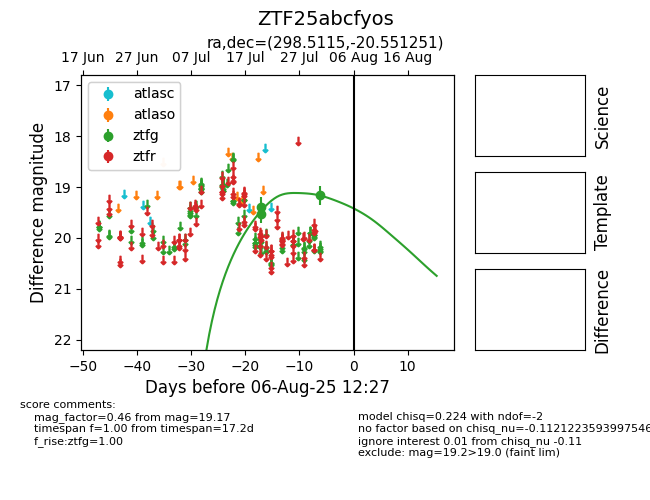 ZTF25abcfyos
ra,dec=(298.5115,-20.551251)
17 Jun 27 Jun 07 Jul 17 Jul 27 Jul 06 Aug 16 Aug
17
18
19
20
21
22
Difference magnitude
atlasc
atlaso
ztfg
ztfr
−50 −40 −30 −20 −10 0 10
Days before 06-Aug-25 12:27
Science
Template
Difference
score comments:
mag_factor=0.46 from mag=19.17
timespan f=1.00 from timespan=17.2d
f_rise:ztfg=1.00
model chisq=0.224 with ndof=-2
no factor based on chisq_nu=-0.1121223593997546
ignore interest 0.01 from chisq_nu -0.11
exclude: mag=19.2>19.0 (faint lim)